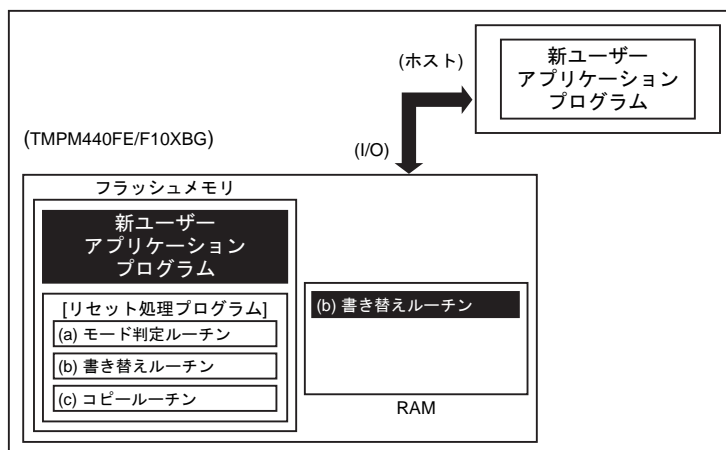 (ホスト)
新ユーザー
アプリケーション
プログラム
(TMPM440FE/F10XBG)
(I/O)
フラッシュメモリ
新ユーザー
アプリケーション
プログラム
[リセット処理プログラム]
(a) モード判定ルーチン
(b) 書き替えルーチン
(c) コピールーチン
(b) 書き替えルーチン
RAM